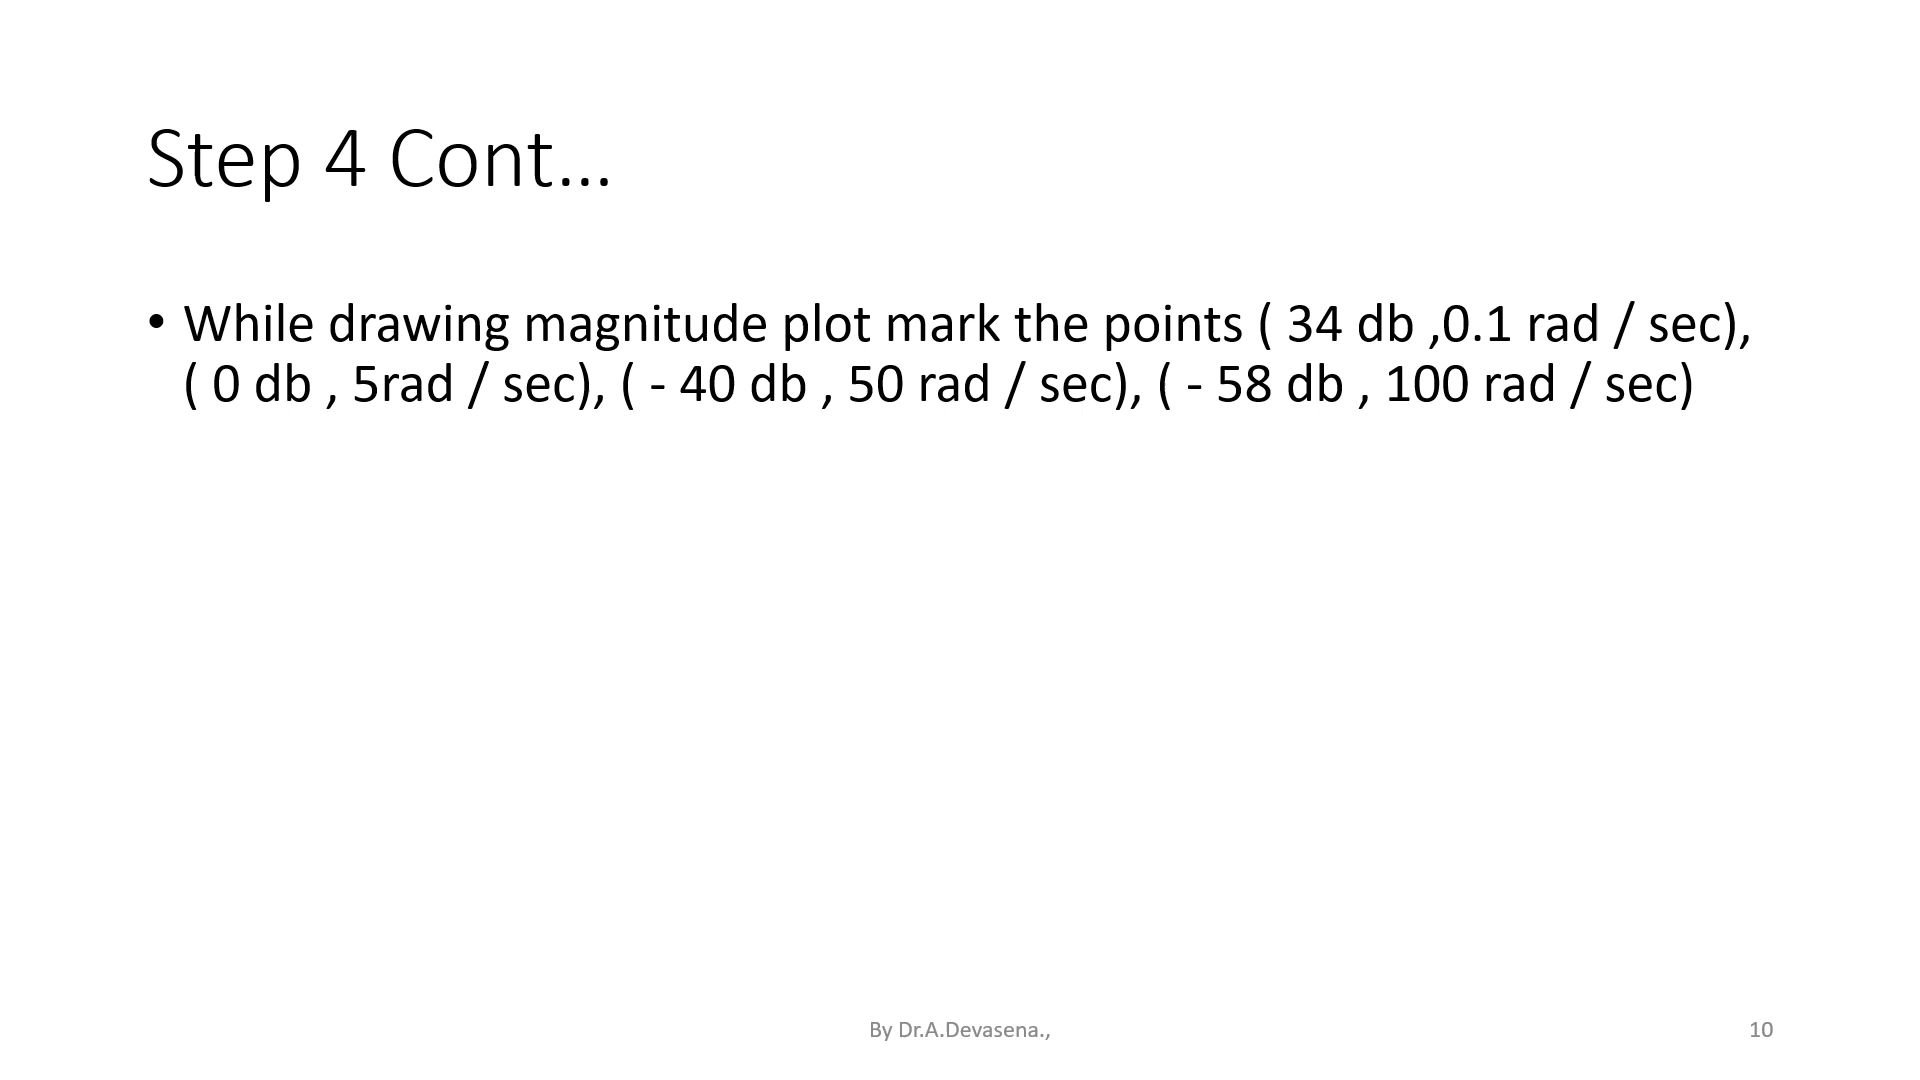 Step 4 Cont…
• While drawing magnitude plot mark the points ( 34 db ,0.1 rad / sec),
( 0 db , 5rad / sec), ( - 40 db , 50 rad / sec), ( - 58 db , 100 rad / sec)
By Dr.A.Devasena.,
10